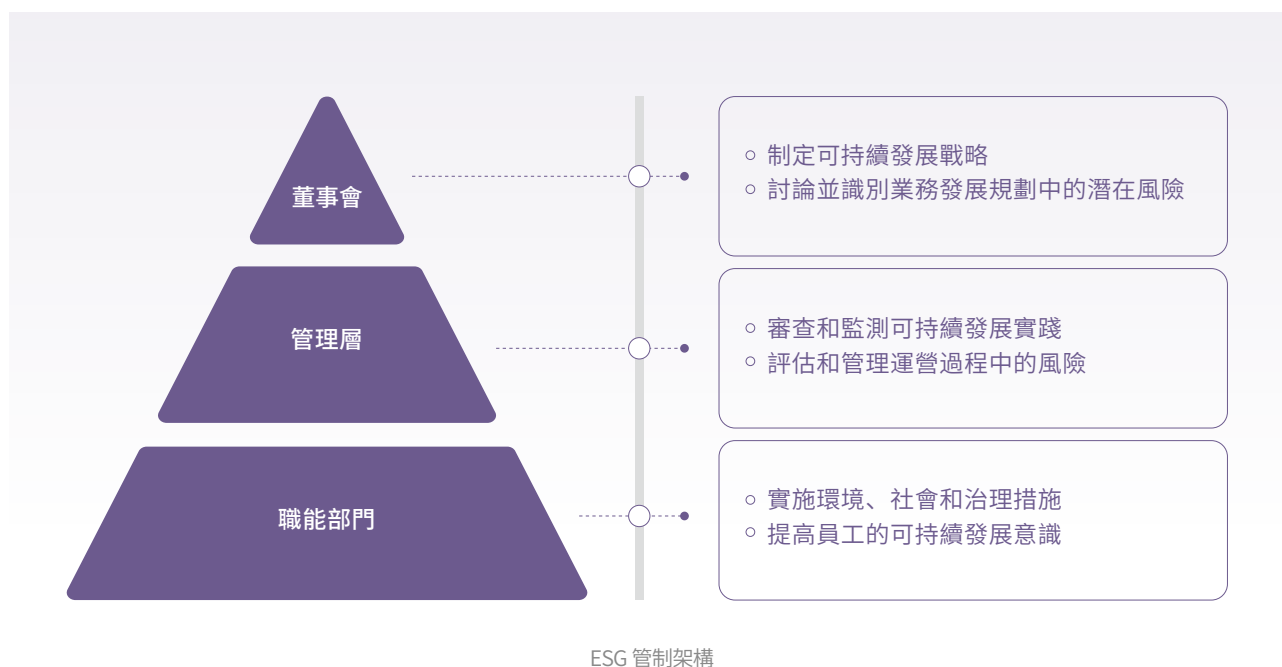 董事會
制定可持續發展戰略
討論並識別業務發展規劃中的潛在風險
管理層
審查和監測可持續發展實踐
評估和管理運營過程中的風險
職能部門
實施環境、社會和治理措施
提高員工的可持續發展意識
ESG 管制架構